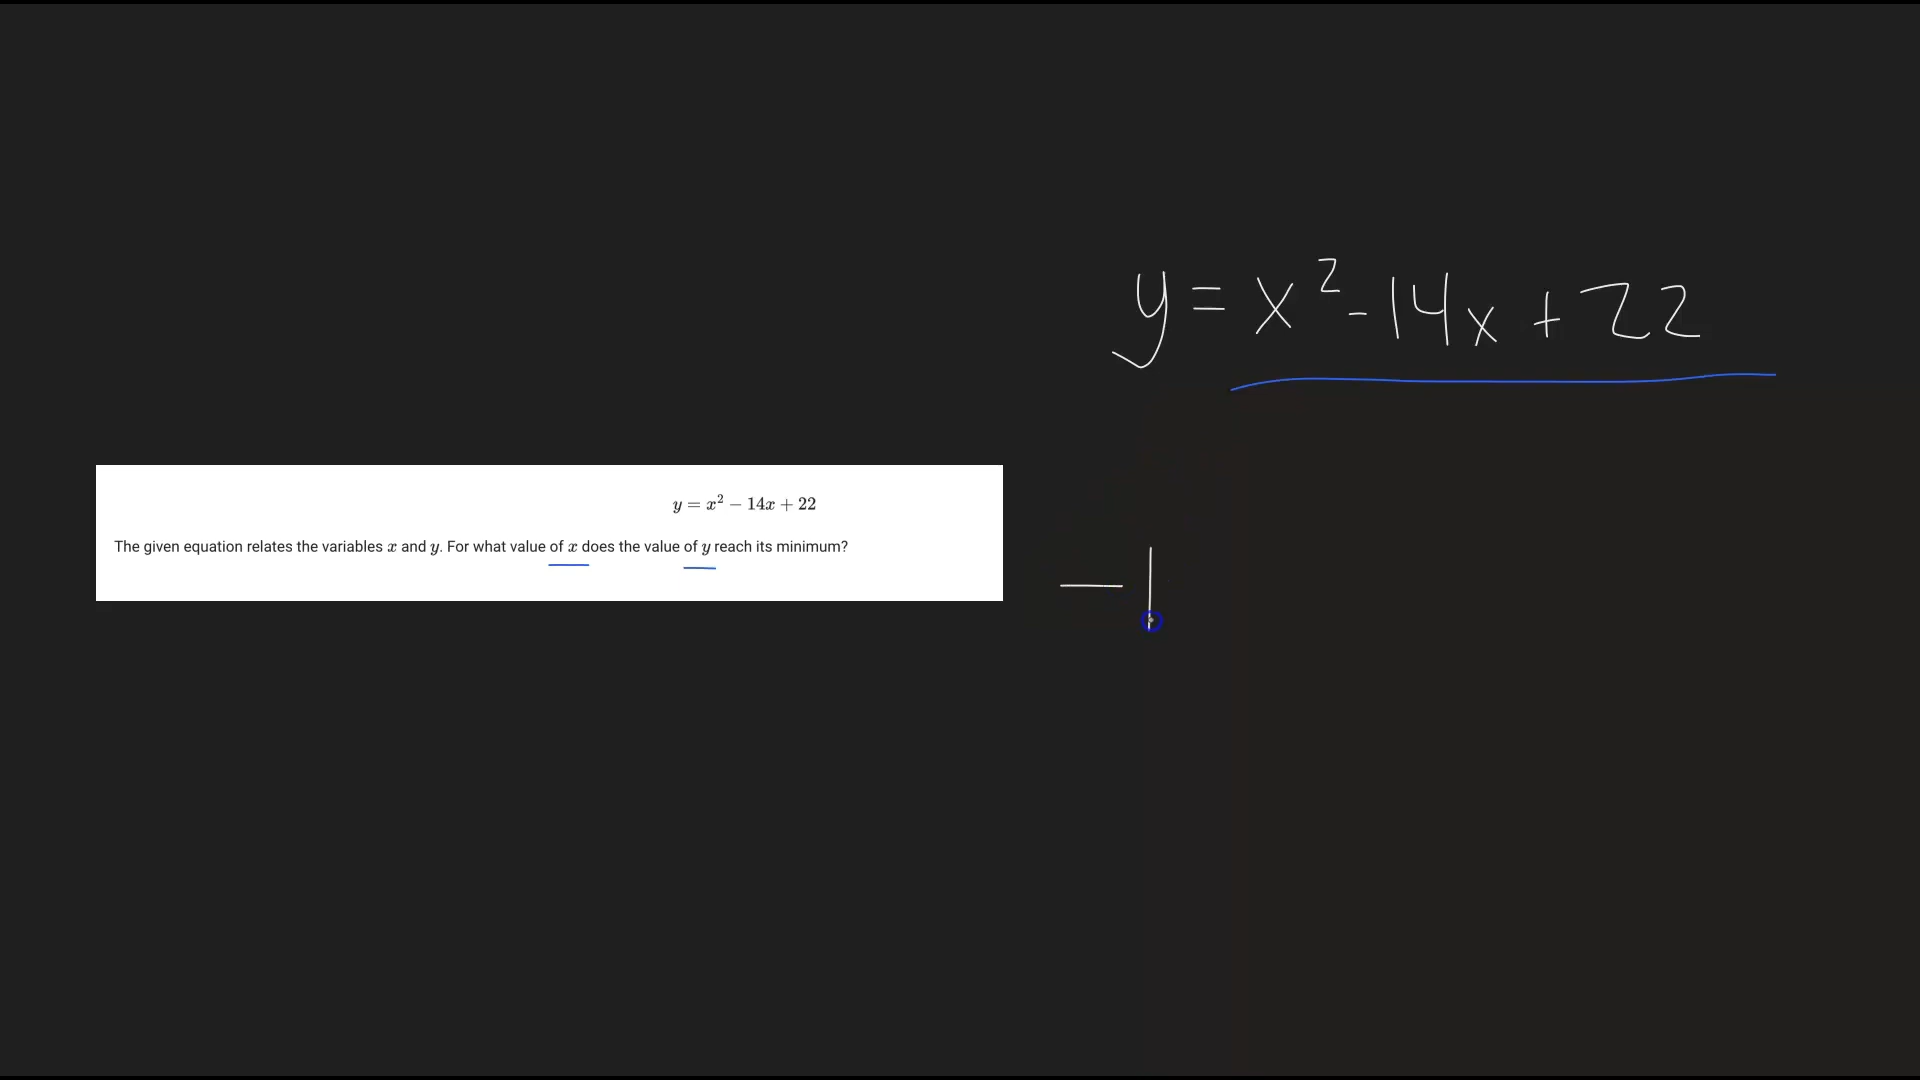 y = x² - 14x + 22
y = x² − 14x + 22
The given equation relates the variables x and y. For what value of x does the value of y reach its minimum?
— 1